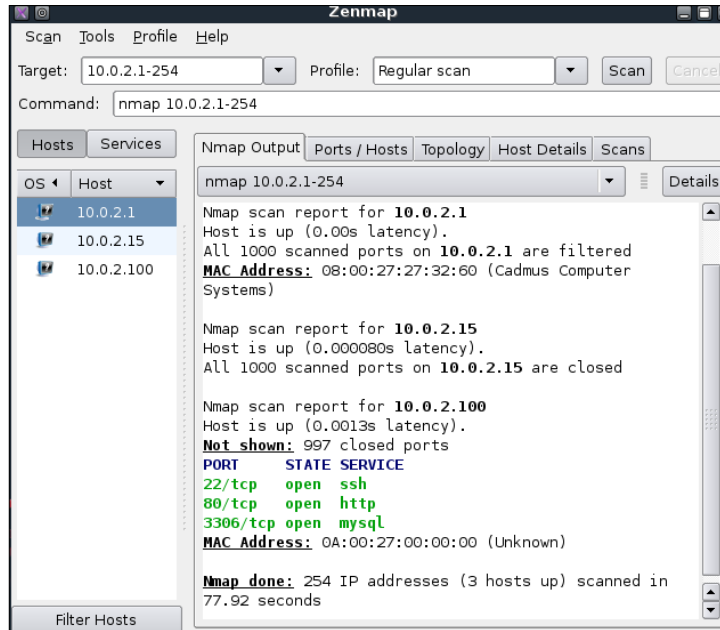 Zenmap
Scan Tools Profile Help
Target: 10.0.2.1-254 Profile: Regular scan Scan Cancel
Command: nmap 10.0.2.1-254
Hosts Services
Nmap Output Ports / Hosts Topology Host Details Scans
OS Host
nmap 10.0.2.1-254 Details
10.0.2.1
10.0.2.15
10.0.2.100
Nmap scan report for 10.0.2.1
Host is up (0.00s latency).
All 1000 scanned ports on 10.0.2.1 are filtered
MAC Address: 08:00:27:27:32:60 (Cadmus Computer
Systems)
Nmap scan report for 10.0.2.15
Host is up (0.000080s latency).
All 1000 scanned ports on 10.0.2.15 are closed
Nmap scan report for 10.0.2.100
Host is up (0.0013s latency).
Not shown: 997 closed ports
PORT STATE SERVICE
22/tcp open ssh
80/tcp open http
3306/tcp open mysql
MAC Address: 0A:00:27:00:00:00 (Unknown)
Nmap done: 254 IP addresses (3 hosts up) scanned in
77.92 seconds
Filter Hosts